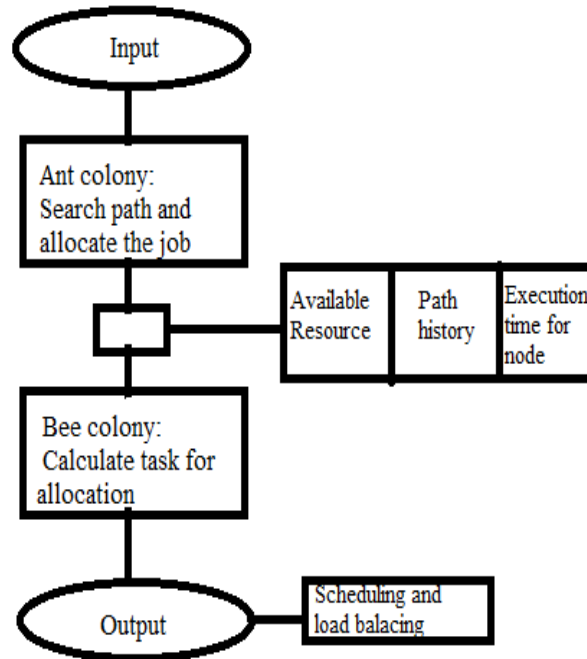 Input
Ant colony:
Search path and
allocate the job
Available
Resource
Path
history
Execution
time for
node
Bee colony:
Calculate task for
allocation
Output
Scheduling and
load balacing